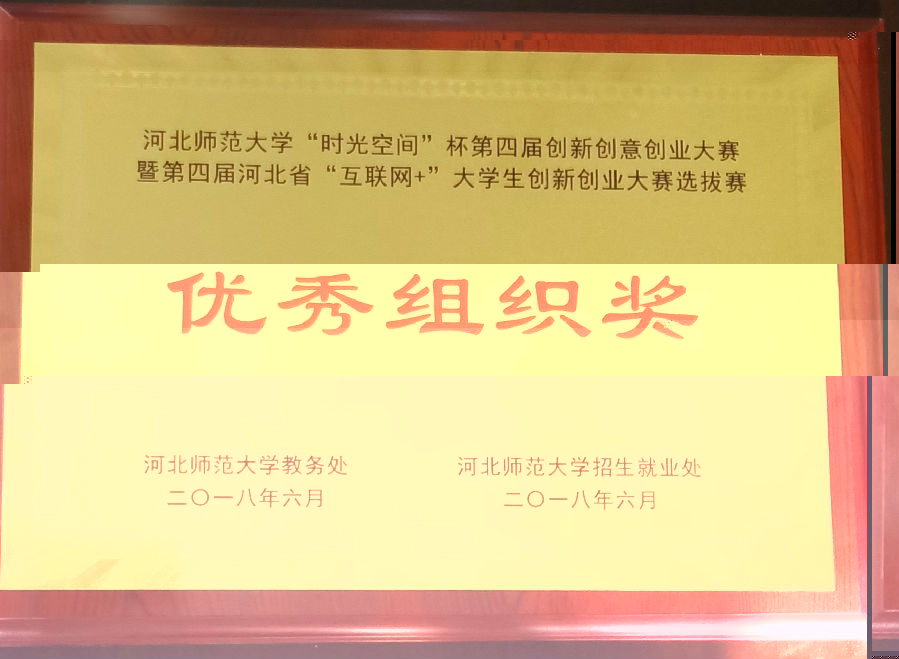 河北师范大学“时光空间”杯第四届创新创意创业大赛
暨第四届河北省“互联网+”大学生创新创业大赛选拔赛
优秀组织奖
河北师范大学教务处
二〇一八年六月
河北师范大学招生就业处
二〇一八年六月